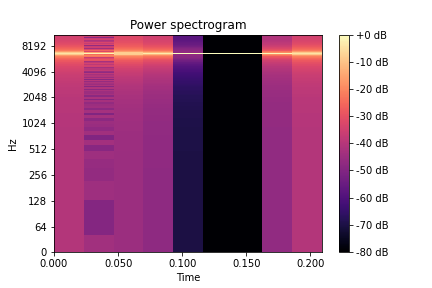 Power spectrogram
8192
4096
2048
1024
512
256
128
64
0
Hz
0.000 0.050 0.100 0.150 0.200
Time
+0 dB
-10 dB
-20 dB
-30 dB
-40 dB
-50 dB
-60 dB
-70 dB
-80 dB